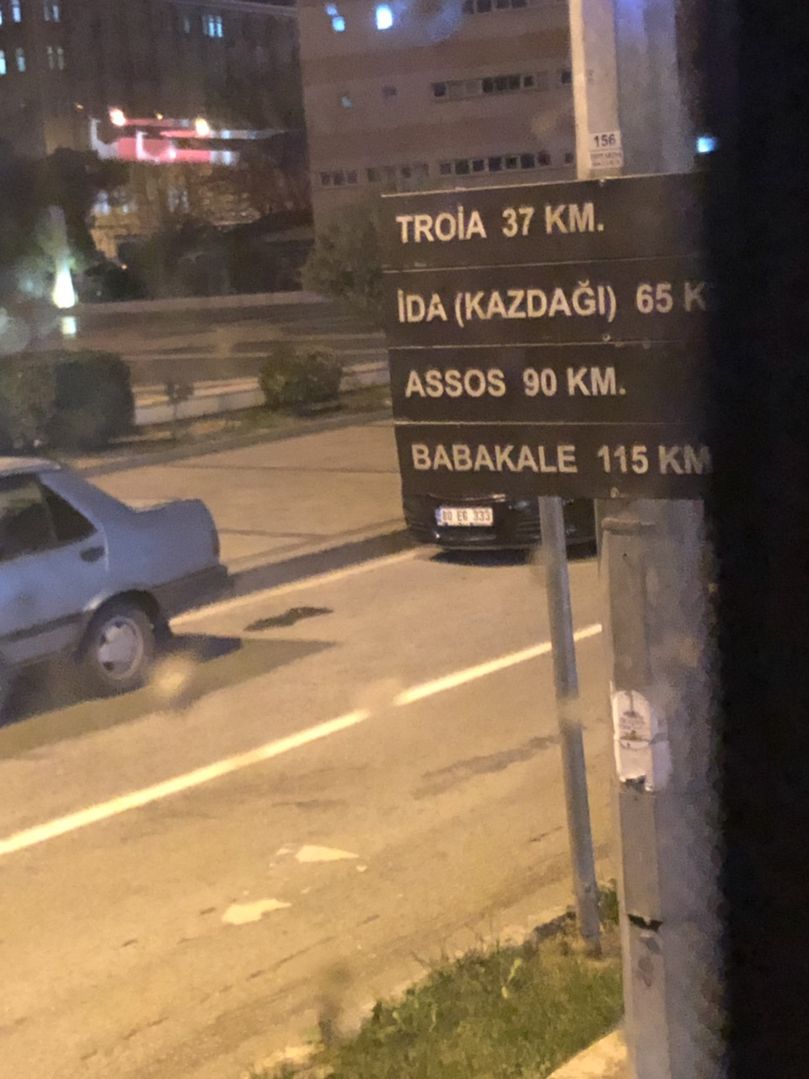 156
TROİA 37 KM.
İDA (KAZDAĞI) 65 K
ASSOS 90 KM.
BABAKALE 115 KM